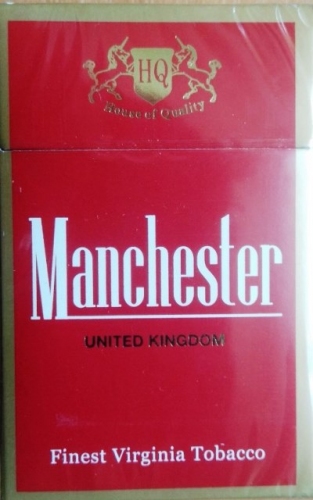 HQ
House of Quality
Manchester
UNITED KINGDOM
Finest Virginia Tobacco